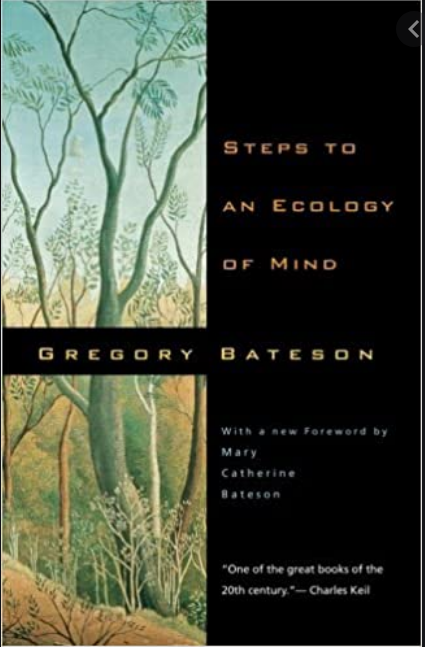 STEPS TO
AN ECOLOGY
OF MIND
GREGORY BATESON
With a new Foreword by
Mary
Catherine
Bateson
"One of the great books of the
20th century."— Charles Keil